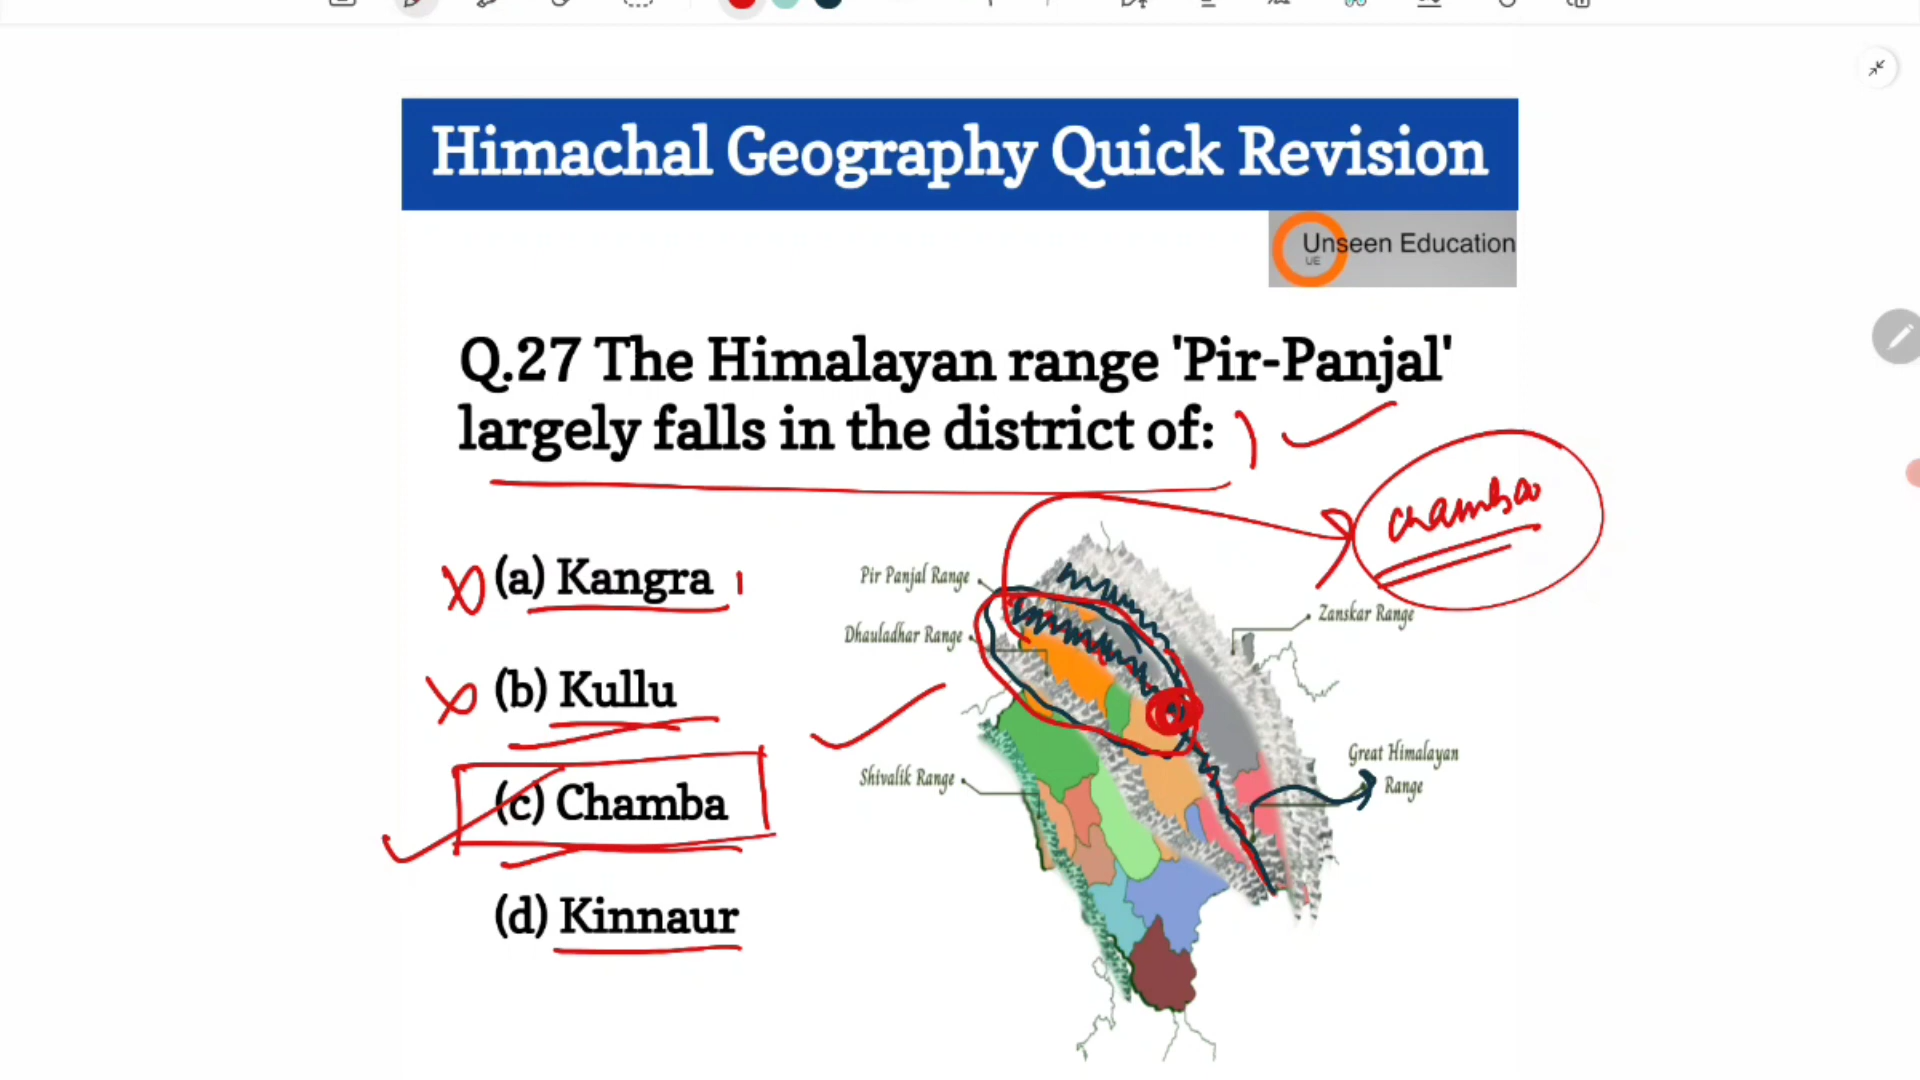 Himachal Geography Quick Revision
Unseen Education
UE
Q.27 The Himalayan range 'Pir-Panjal'
largely falls in the district of:
chamba
(a) Kangra
(b) Kullu
(c) Chamba
(d) Kinnaur
Pir Panjal Range
Dhauladhar Range
Zanskar Range
Shivalik Range
Great Himalayan
Range